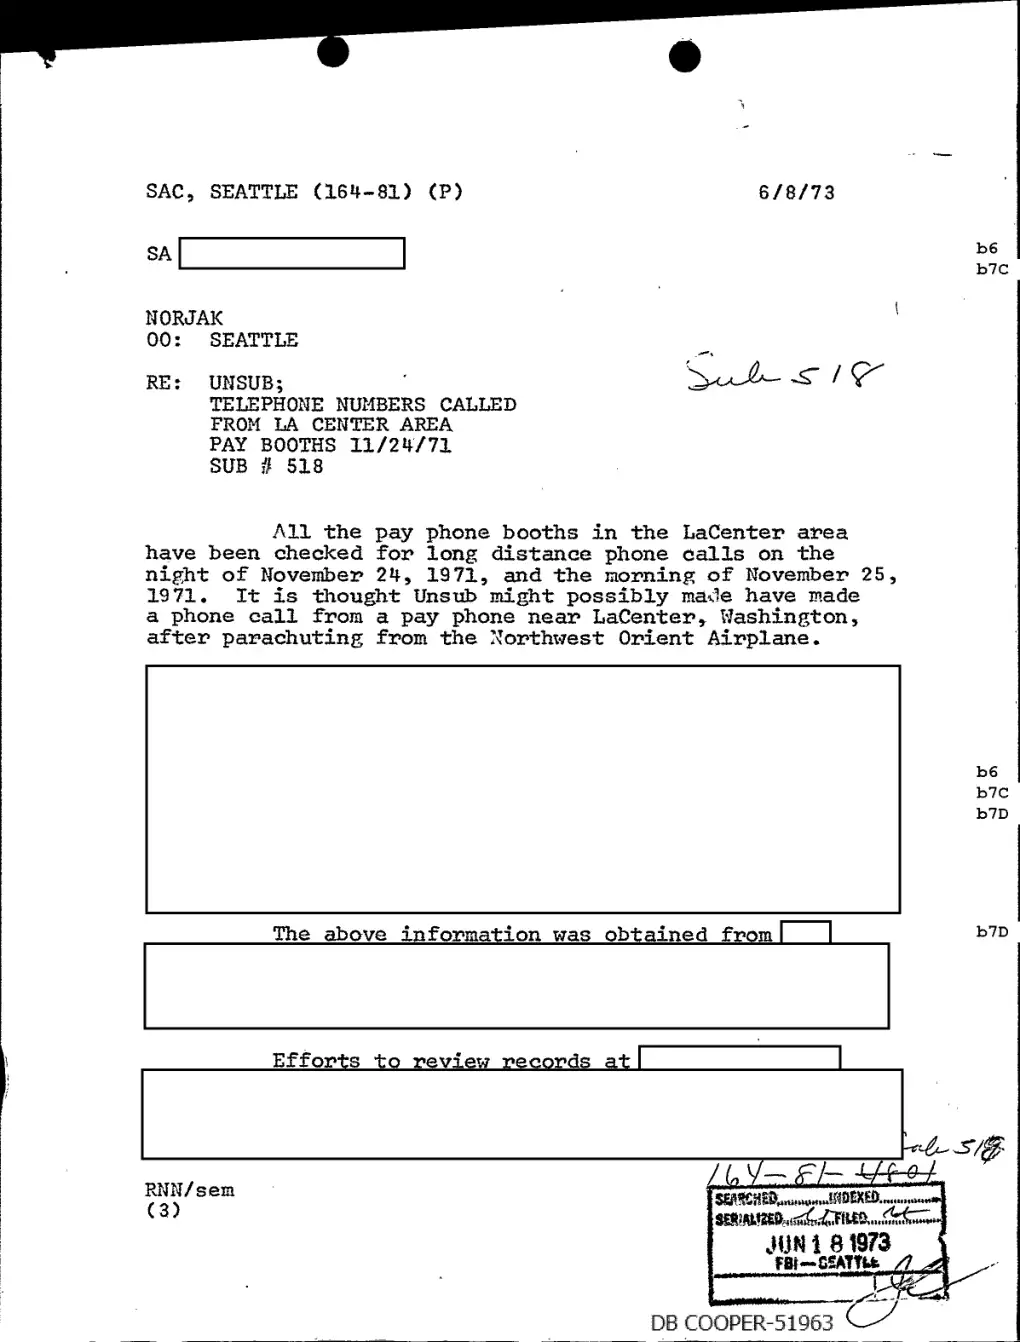 SAC, SEATTLE (164-81) (P) 6/8/73
SA
b6
b7C
NORJAK
OO: SEATTLE
Sub 518
RE: UNSUB;
TELEPHONE NUMBERS CALLED
FROM LA CENTER AREA
PAY BOOTHS 11/24/71
SUB # 518
All the pay phone booths in the LaCenter area
have been checked for long distance phone calls on the
night of November 24, 1971, and the morning of November 25,
1971. It is thought Unsub might possibly made have made
a phone call from a pay phone near LaCenter, Washington,
after parachuting from the Northwest Orient Airplane.
b6
b7C
b7D
The above information was obtained from
b7D
Efforts to review records at
Sub 518
164-81-4801
RNN/sem
(3)
SEARCHED INDEXED
SERIALIZED FILED
JUN 18 1973
FBI—SEATTLE
DB COOPER-51963